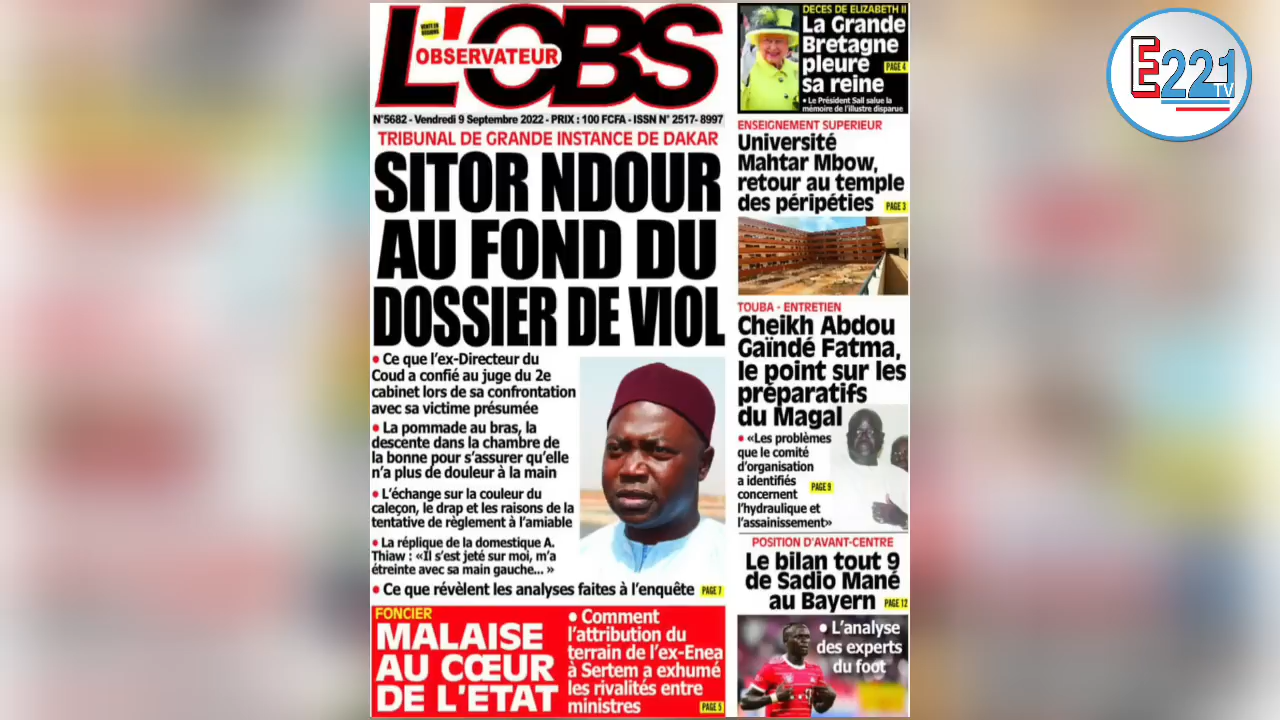 L'OBS
VENTE EN
KIOSQUES
OBSERVATEUR
N°5682 - Vendredi 9 Septembre 2022 - PRIX : 100 FCFA - ISSN N° 2517- 8997
TRIBUNAL DE GRANDE INSTANCE DE DAKAR
SITOR NDOUR
AU FOND DU
DOSSIER DE VIOL
• Ce que l'ex-Directeur du
Coud a confié au juge du 2e
cabinet lors de sa confrontation
avec sa victime présumée
• La pommade au bras, la
descente dans la chambre de
la bonne pour s'assurer qu'elle
n'a plus de douleur à la main
• L'échange sur la couleur du
caleçon, le drap et les raisons de la
tentative de règlement à l'amiable
• La réplique de la domestique A.
Thiaw : «Il s'est jeté sur moi, m'a
étreinte avec sa main gauche... »
• Ce que révèlent les analyses faites à l'enquête PAGE 7
FONCIER
MALAISE
AU CŒUR
DE L'ETAT
• Comment
l'attribution du
terrain de l'ex-Enea
à Sertem a exhumé
les rivalités entre
ministres PAGE 5
DECES DE ELIZABETH II
La Grande
Bretagne
pleure PAGE 4
sa reine
• Le Président Sall salue la
mémoire de l'illustre disparue
ENSEIGNEMENT SUPERIEUR
Université
Mahtar Mbow,
retour au temple
des péripéties PAGE 3
TOUBA - ENTRETIEN
Cheikh Abdou
Gaïndé Fatma,
le point sur les
préparatifs
du Magal
• «Les problèmes
que le comité
d'organisation
a identifiés PAGE 9
concernent
l'hydraulique et
l'assainissement»
POSITION D'AVANT-CENTRE
Le bilan tout 9
de Sadio Mané
au Bayern PAGE 12
• L'analyse
des experts
du foot
E221
TV